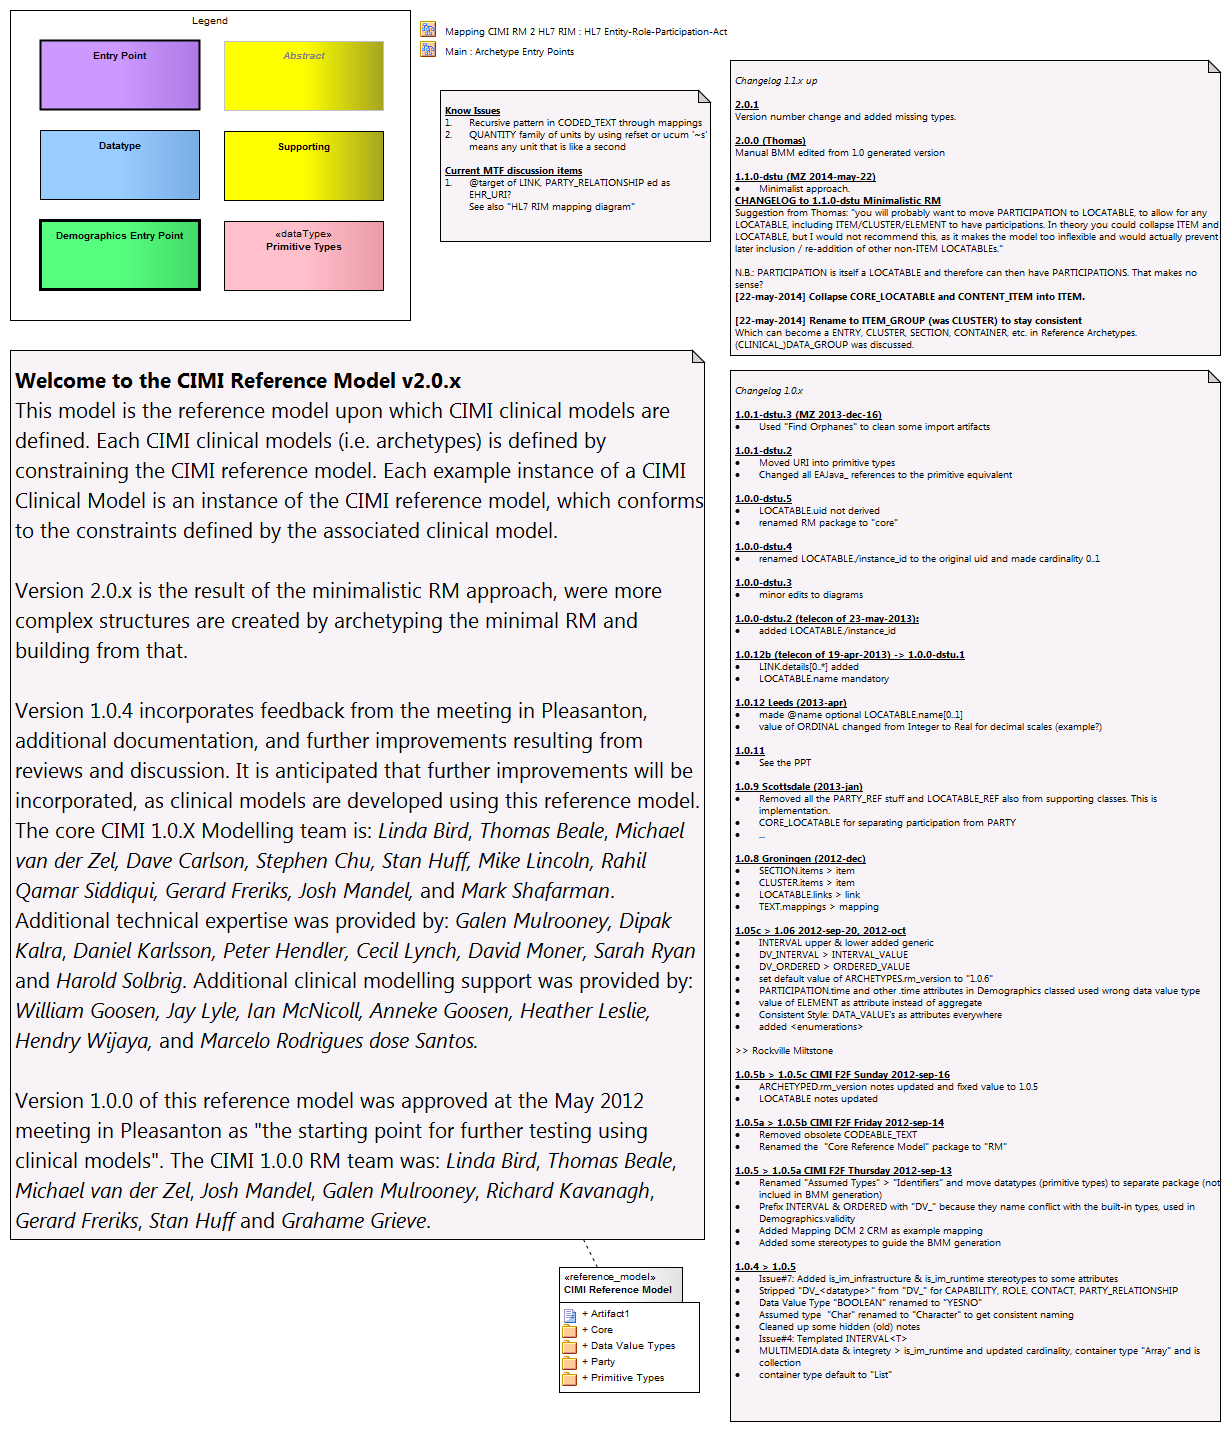 Legend
Entry Point
Abstract
Datatype
Supporting
Demographics Entry Point
«dataType»
Primitive Types
Mapping CIMI RM 2 HL7 RIM : HL7 Entity-Role-Participation-Act
Main : Archetype Entry Points
Know Issues
1. Recursive pattern in CODED_TEXT through mappings
2. QUANTITY family of units by using refset or ucum '~s'
means any unit that is like a second
Current MTF discussion items
1. @target of LINK, PARTY_RELATIONSHIP ed as
EHR_URI?
See also "HL7 RIM mapping diagram"
Changelog 1.1.x up
2.0.1
Version number change and added missing types.
2.0.0 (Thomas)
Manual BMM edited from 1.0 generated version
1.1.0-dstu (MZ 2014-may-22)
• Minimalist approach.
CHANGELOG to 1.1.0-dstu Minimalistic RM
Suggestion from Thomas: "you will probably want to move PARTICIPATION to LOCATABLE, to allow for any
LOCATABLE, including ITEM/CLUSTER/ELEMENT to have participations. In theory you could collapse ITEM and
LOCATABLE, but I would not recommend this, as it makes the model too inflexible and would actually prevent
later inclusion / re-addition of other non-ITEM LOCATABLEs."
N.B.: PARTICIPATION is itself a LOCATABLE and therefore can then have PARTICIPATIONS. That makes no
sense?
[22-may-2014] Collapse CORE_LOCATABLE and CONTENT_ITEM into ITEM.
[22-may-2014] Rename to ITEM_GROUP (was CLUSTER) to stay consistent
Which can become a ENTRY, CLUSTER, SECTION, CONTAINER, etc. in Reference Archetypes.
(CLINICAL_)DATA_GROUP was discussed.
Welcome to the CIMI Reference Model v2.0.x
This model is the reference model upon which CIMI clinical models are
defined. Each CIMI clinical models (i.e. archetypes) is defined by
constraining the CIMI reference model. Each example instance of a CIMI
Clinical Model is an instance of the CIMI reference model, which conforms
to the constraints defined by the associated clinical model.
Version 2.0.x is the result of the minimalistic RM approach, were more
complex structures are created by archetyping the minimal RM and
building from that.
Version 1.0.4 incorporates feedback from the meeting in Pleasanton,
additional documentation, and further improvements resulting from
reviews and discussion. It is anticipated that further improvements will be
incorporated, as clinical models are developed using this reference model.
The core CIMI 1.0.X Modelling team is: Linda Bird, Thomas Beale, Michael
van der Zel, Dave Carlson, Stephen Chu, Stan Huff, Mike Lincoln, Rahil
Qamar Siddiqui, Gerard Freriks, Josh Mandel, and Mark Shafarman.
Additional technical expertise was provided by: Galen Mulrooney, Dipak
Kalra, Daniel Karlsson, Peter Hendler, Cecil Lynch, David Moner, Sarah Ryan
and Harold Solbrig. Additional clinical modelling support was provided by:
William Goosen, Jay Lyle, Ian McNicoll, Anneke Goosen, Heather Leslie,
Hendry Wijaya, and Marcelo Rodrigues dose Santos.
Version 1.0.0 of this reference model was approved at the May 2012
meeting in Pleasanton as "the starting point for further testing using
clinical models". The CIMI 1.0.0 RM team was: Linda Bird, Thomas Beale,
Michael van der Zel, Josh Mandel, Galen Mulrooney, Richard Kavanagh,
Gerard Freriks, Stan Huff and Grahame Grieve.
Changelog 1.0.x
1.0.1-dstu.3 (MZ 2013-dec-16)
• Used "Find Orphanes" to clean some import artifacts
1.0.1-dstu.2
• Moved URI into primitive types
• Changed all EAJava_ references to the primitive equivalent
1.0.0-dstu.5
• LOCATABLE.uid not derived
• renamed RM package to "core"
1.0.0-dstu.4
• renamed LOCATABLE./instance_id to the original uid and made cardinality 0..1
1.0.0-dstu.3
• minor edits to diagrams
1.0.0-dstu.2 (telecon of 23-may-2013):
• added LOCATABLE./instance_id
1.0.12b (telecon of 19-apr-2013) -> 1.0.0-dstu.1
• LINK.details[0..*] added
• LOCATABLE.name mandatory
1.0.12 Leeds (2013-apr)
• made @name optional LOCATABLE.name[0..1]
• value of ORDINAL changed from Integer to Real for decimal scales (example?)
1.0.11
• See the PPT
1.0.9 Scottsdale (2013-jan)
• Removed all the PARTY_REF stuff and LOCATABLE_REF also from supporting classes. This is
implementation.
• CORE_LOCATABLE for separating participation from PARTY
• ...
1.0.8 Groningen (2012-dec)
• SECTION.items > item
• CLUSTER.items > item
• LOCATABLE.links > link
• TEXT.mappings > mapping
1.05c > 1.06 2012-sep-20, 2012-oct
• INTERVAL upper & lower added generic
• DV_INTERVAL > INTERVAL_VALUE
• DV_ORDERED > ORDERED_VALUE
• set default value of ARCHETYPES.rm_version to "1.0.6"
• PARTICIPATION.time and other .time attributes in Demographics classed used wrong data value type
• value of ELEMENT as attribute instead of aggregate
• Consistent Style: DATA_VALUE's as attributes everywhere
• added <enumerations>
>> Rockville Miltstone
1.0.5b > 1.0.5c CIMI F2F Sunday 2012-sep-16
• ARCHETYPED.rm_version notes updated and fixed value to 1.0.5
• LOCATABLE notes updated
1.0.5a > 1.0.5b CIMI F2F Friday 2012-sep-14
• Removed obsolete CODEABLE_TEXT
• Renamed the "Core Reference Model" package to "RM"
1.0.5 > 1.0.5a CIMI F2F Thursday 2012-sep-13
• Renamed "Assumed Types" > "Identifiers" and move datatypes (primitive types) to separate package (not
inclued in BMM generation)
• Prefix INTERVAL & ORDERED with "DV_" because they name conflict with the built-in types, used in
Demographics.validity
• Added Mapping DCM 2 CRM as example mapping
• Added some stereotypes to guide the BMM generation
1.0.4 > 1.0.5
• Issue#7: Added is_im_infrastructure & is_im_runtime stereotypes to some attributes
• Stripped "DV_<datatype>" from "DV_" for CAPABILITY, ROLE, CONTACT, PARTY_RELATIONSHIP
• Data Value Type "BOOLEAN" renamed to "YESNO"
• Assumed type "Char" renamed to "Character" to get consistent naming
• Cleaned up some hidden (old) notes
• Issue#4: Templated INTERVAL<T>
• MULTIMEDIA.data & integrety > is_im_runtime and updated cardinality, container type "Array" and is
collection
• container type default to "List"
«reference_model»
CIMI Reference Model
+ Artifact1
+ Core
+ Data Value Types
+ Party
+ Primitive Types